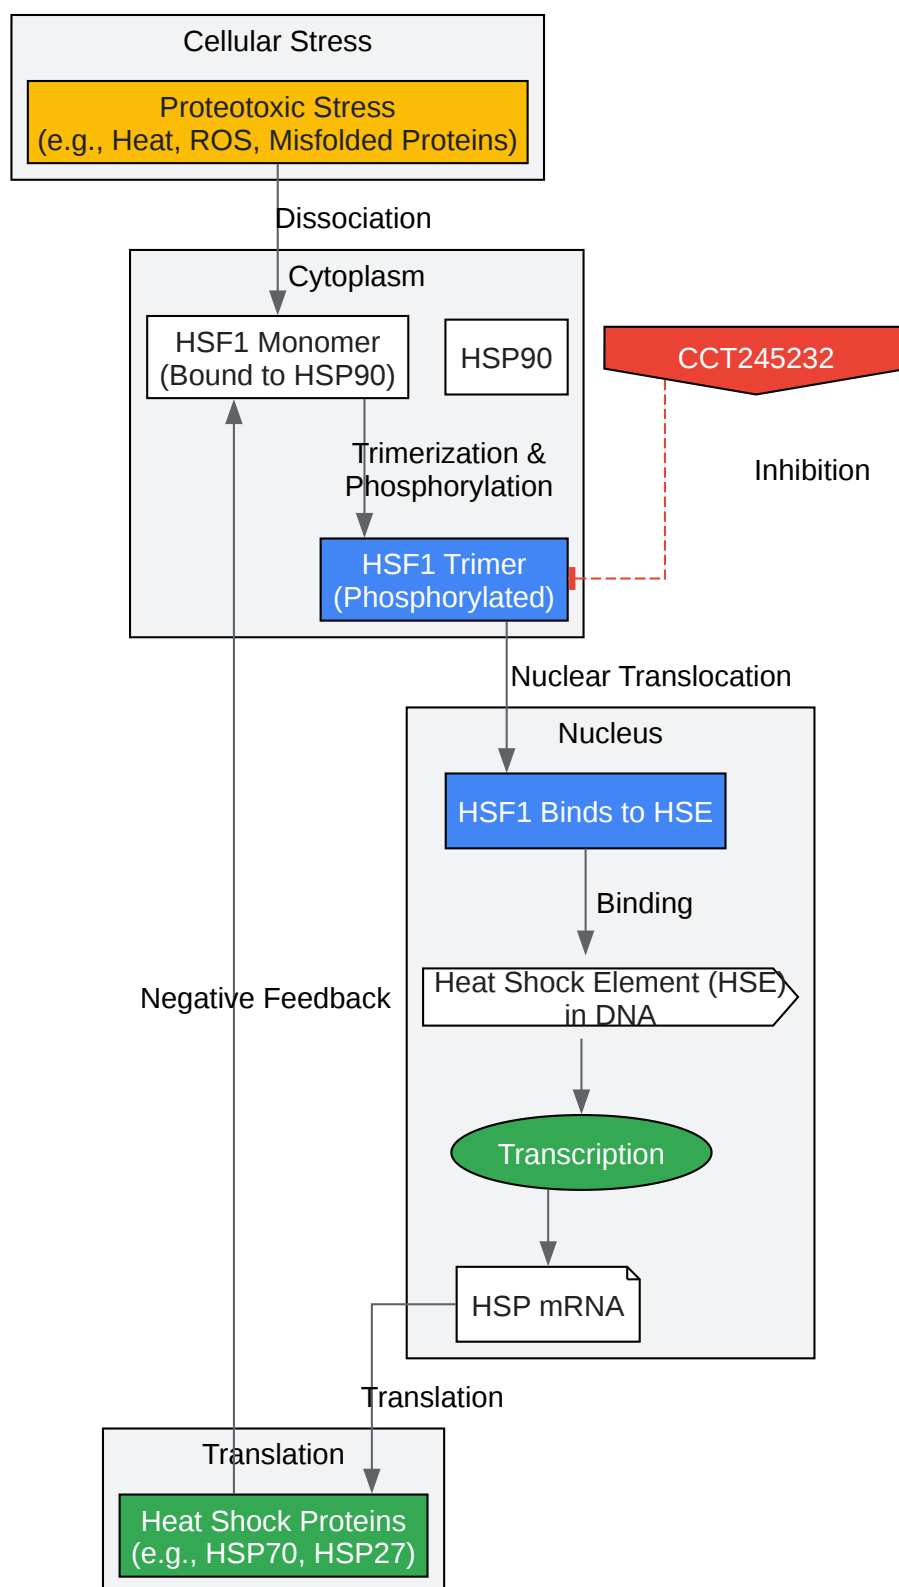 Cellular Stress
Proteotoxic Stress
(e.g., Heat, ROS, Misfolded Proteins)
Dissociation
Cytoplasm
HSF1 Monomer
(Bound to HSP90)
HSP90
CCT245232
Trimerization &
Phosphorylation
Inhibition
HSF1 Trimer
(Phosphorylated)
Nuclear Translocation
Nucleus
HSF1 Binds to HSE
Binding
Heat Shock Element (HSE)
in DNA
Negative Feedback
Transcription
HSP mRNA
Translation
Translation
Heat Shock Proteins
(e.g., HSP70, HSP27)